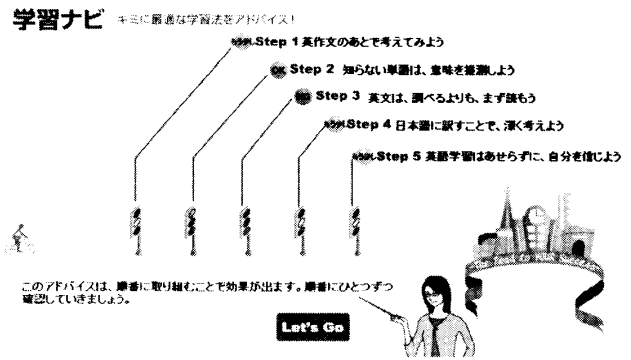 学習ナビ キミに最適な学習法をアドバイス!
Step 1 英作文のあとで考えてみよう
OK Step 2 知らない単語は、意味を推測しよう
Step 3 英文は、調べるよりも、まず読もう
Step 4 日本語に訳すことで、深く考えよう
Step 5 英語学習はあせらずに、自分を信じよう
このアドバイスは、順番に取り組むことで効果が出ます。順番にひとつずつ
確認していきましょう。
Let's Go